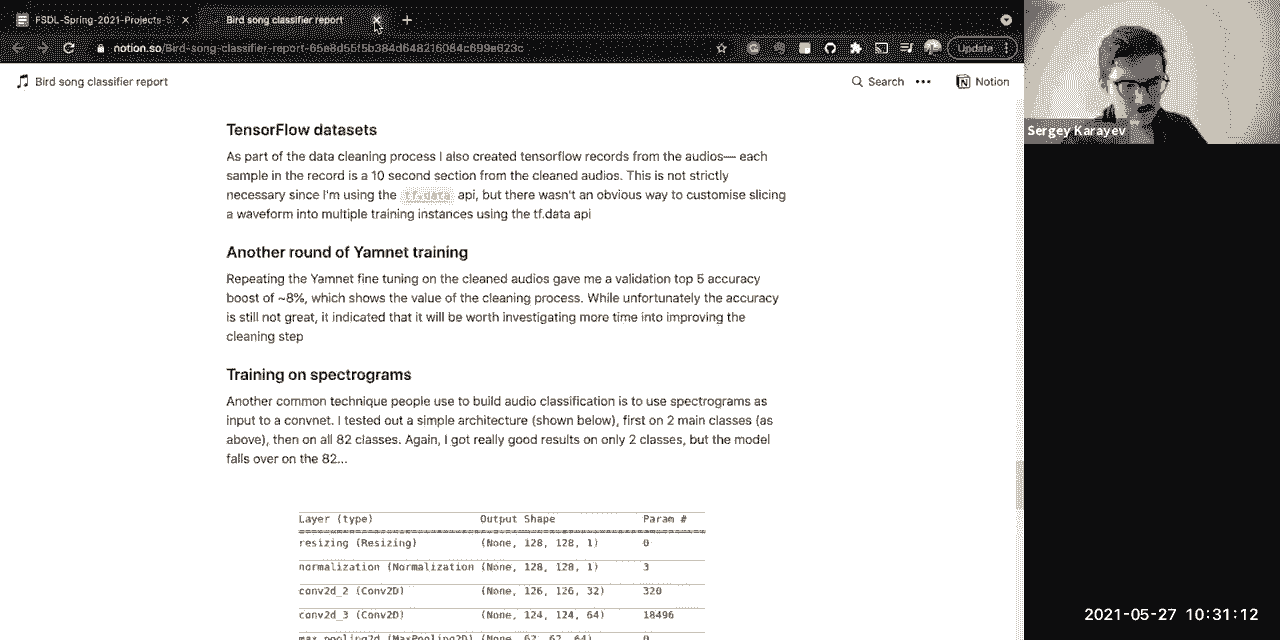 FSDL-Spring-2021-Projects-S
Bird song classifier report
notion.so/Bird-song-classifier-report-65e8d55f5b384d648216084c699e623c
Update
Bird song classifier report
Search
Notion
Sergey Karayev
TensorFlow datasets
As part of the data cleaning process I also created tensorflow records from the audios— each
sample in the record is a 10 second section from the cleaned audios. This is not strictly
necessary since I'm using the tf.data api, but there wasn't an obvious way to customise slicing
a waveform into multiple training instances using the tf.data api
Another round of Yamnet training
Repeating the Yamnet fine tuning on the cleaned audios gave me a validation top 5 accuracy
boost of ~8%, which shows the value of the cleaning process. While unfortunately the accuracy
is still not great, it indicated that it will be worth investigating more time into improving the
cleaning step
Training on spectrograms
Another common technique people use to build audio classification is to use spectrograms as
input to a convnet. I tested out a simple architecture (shown below), first on 2 main classes (as
above), then on all 82 classes. Again, I got really good results on only 2 classes, but the model
falls over on the 82...
Layer (type) Output Shape Param #
resizing (Resizing) (None, 128, 128, 1) 0
normalization (Normalization (None, 128, 128, 1) 3
conv2d_2 (Conv2D) (None, 126, 126, 32) 320
conv2d_3 (Conv2D) (None, 124, 124, 64) 18496
max_pooling2d (MaxPooling2D) (None, 62, 62, 64) 0
2021-05-27 10:31:12